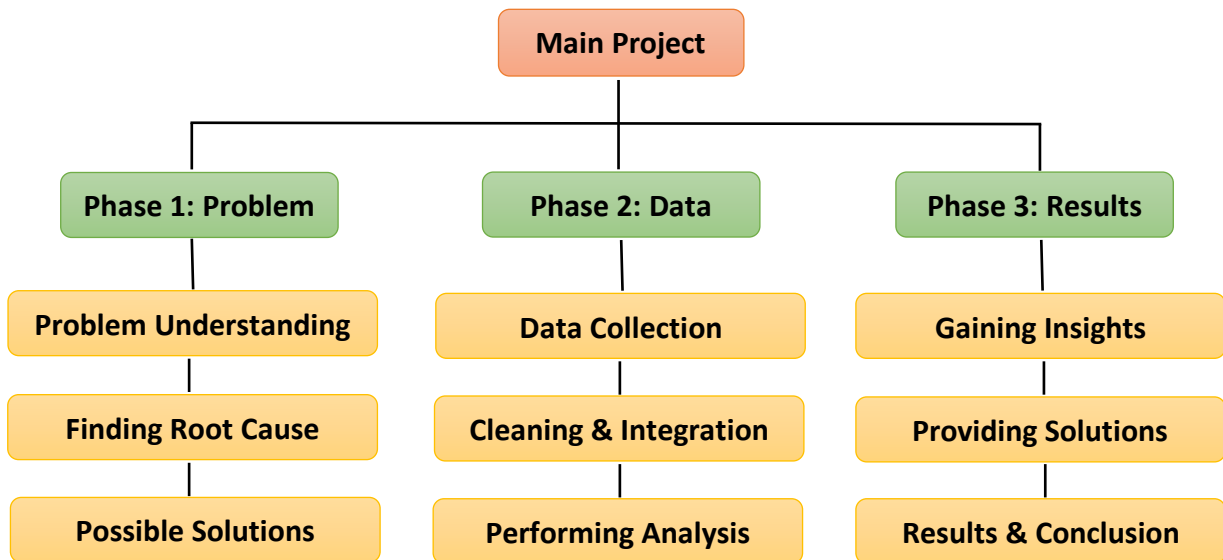 Main Project
Phase 1: Problem
Phase 2: Data
Phase 3: Results
Problem Understanding
Data Collection
Gaining Insights
Finding Root Cause
Cleaning & Integration
Providing Solutions
Possible Solutions
Performing Analysis
Results & Conclusion